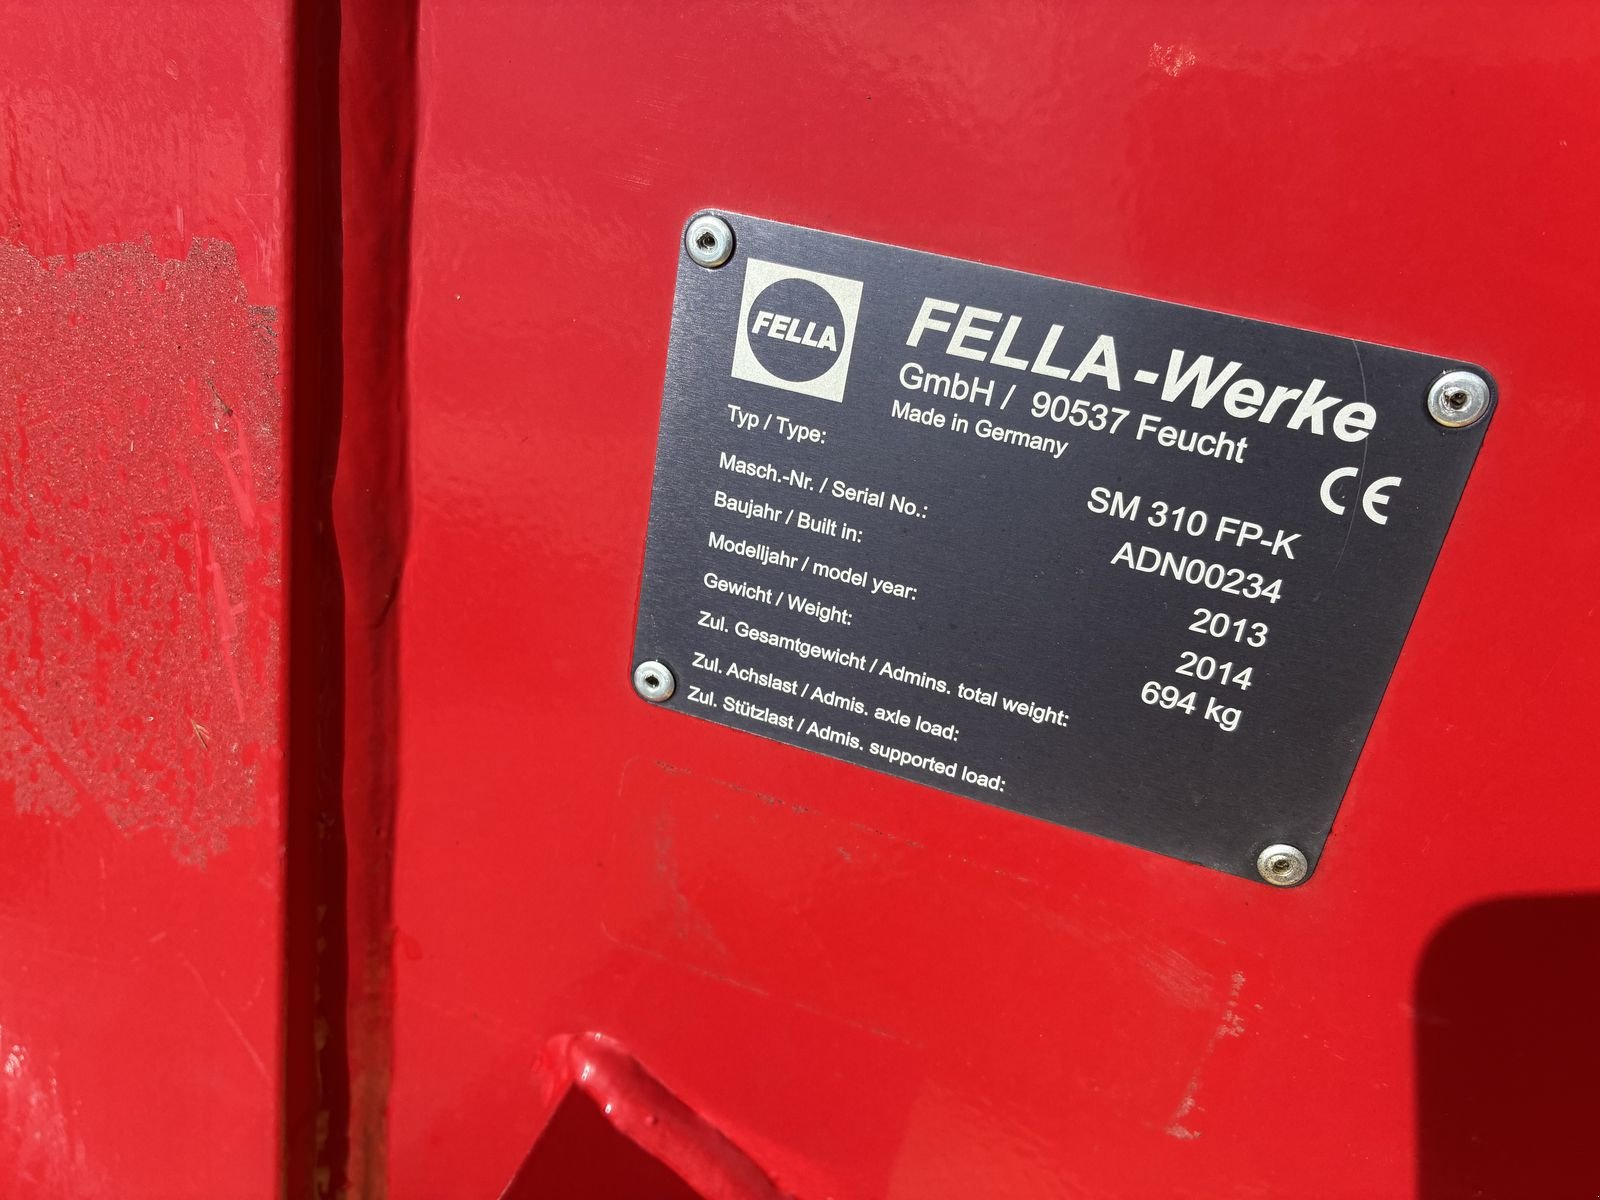 FELLA
FELLA-Werke
GmbH / 90537 Feucht
Made in Germany
CE
Typ / Type: SM 310 FP-K
Masch.-Nr. / Serial No.: ADN00234
Baujahr / Built in: 2013
Modelljahr / model year: 2014
Gewicht / Weight: 694 kg
Zul. Gesamtgewicht / Admins. total weight:
Zul. Achslast / Admis. axle load:
Zul. Stützlast / Admis. supported load: